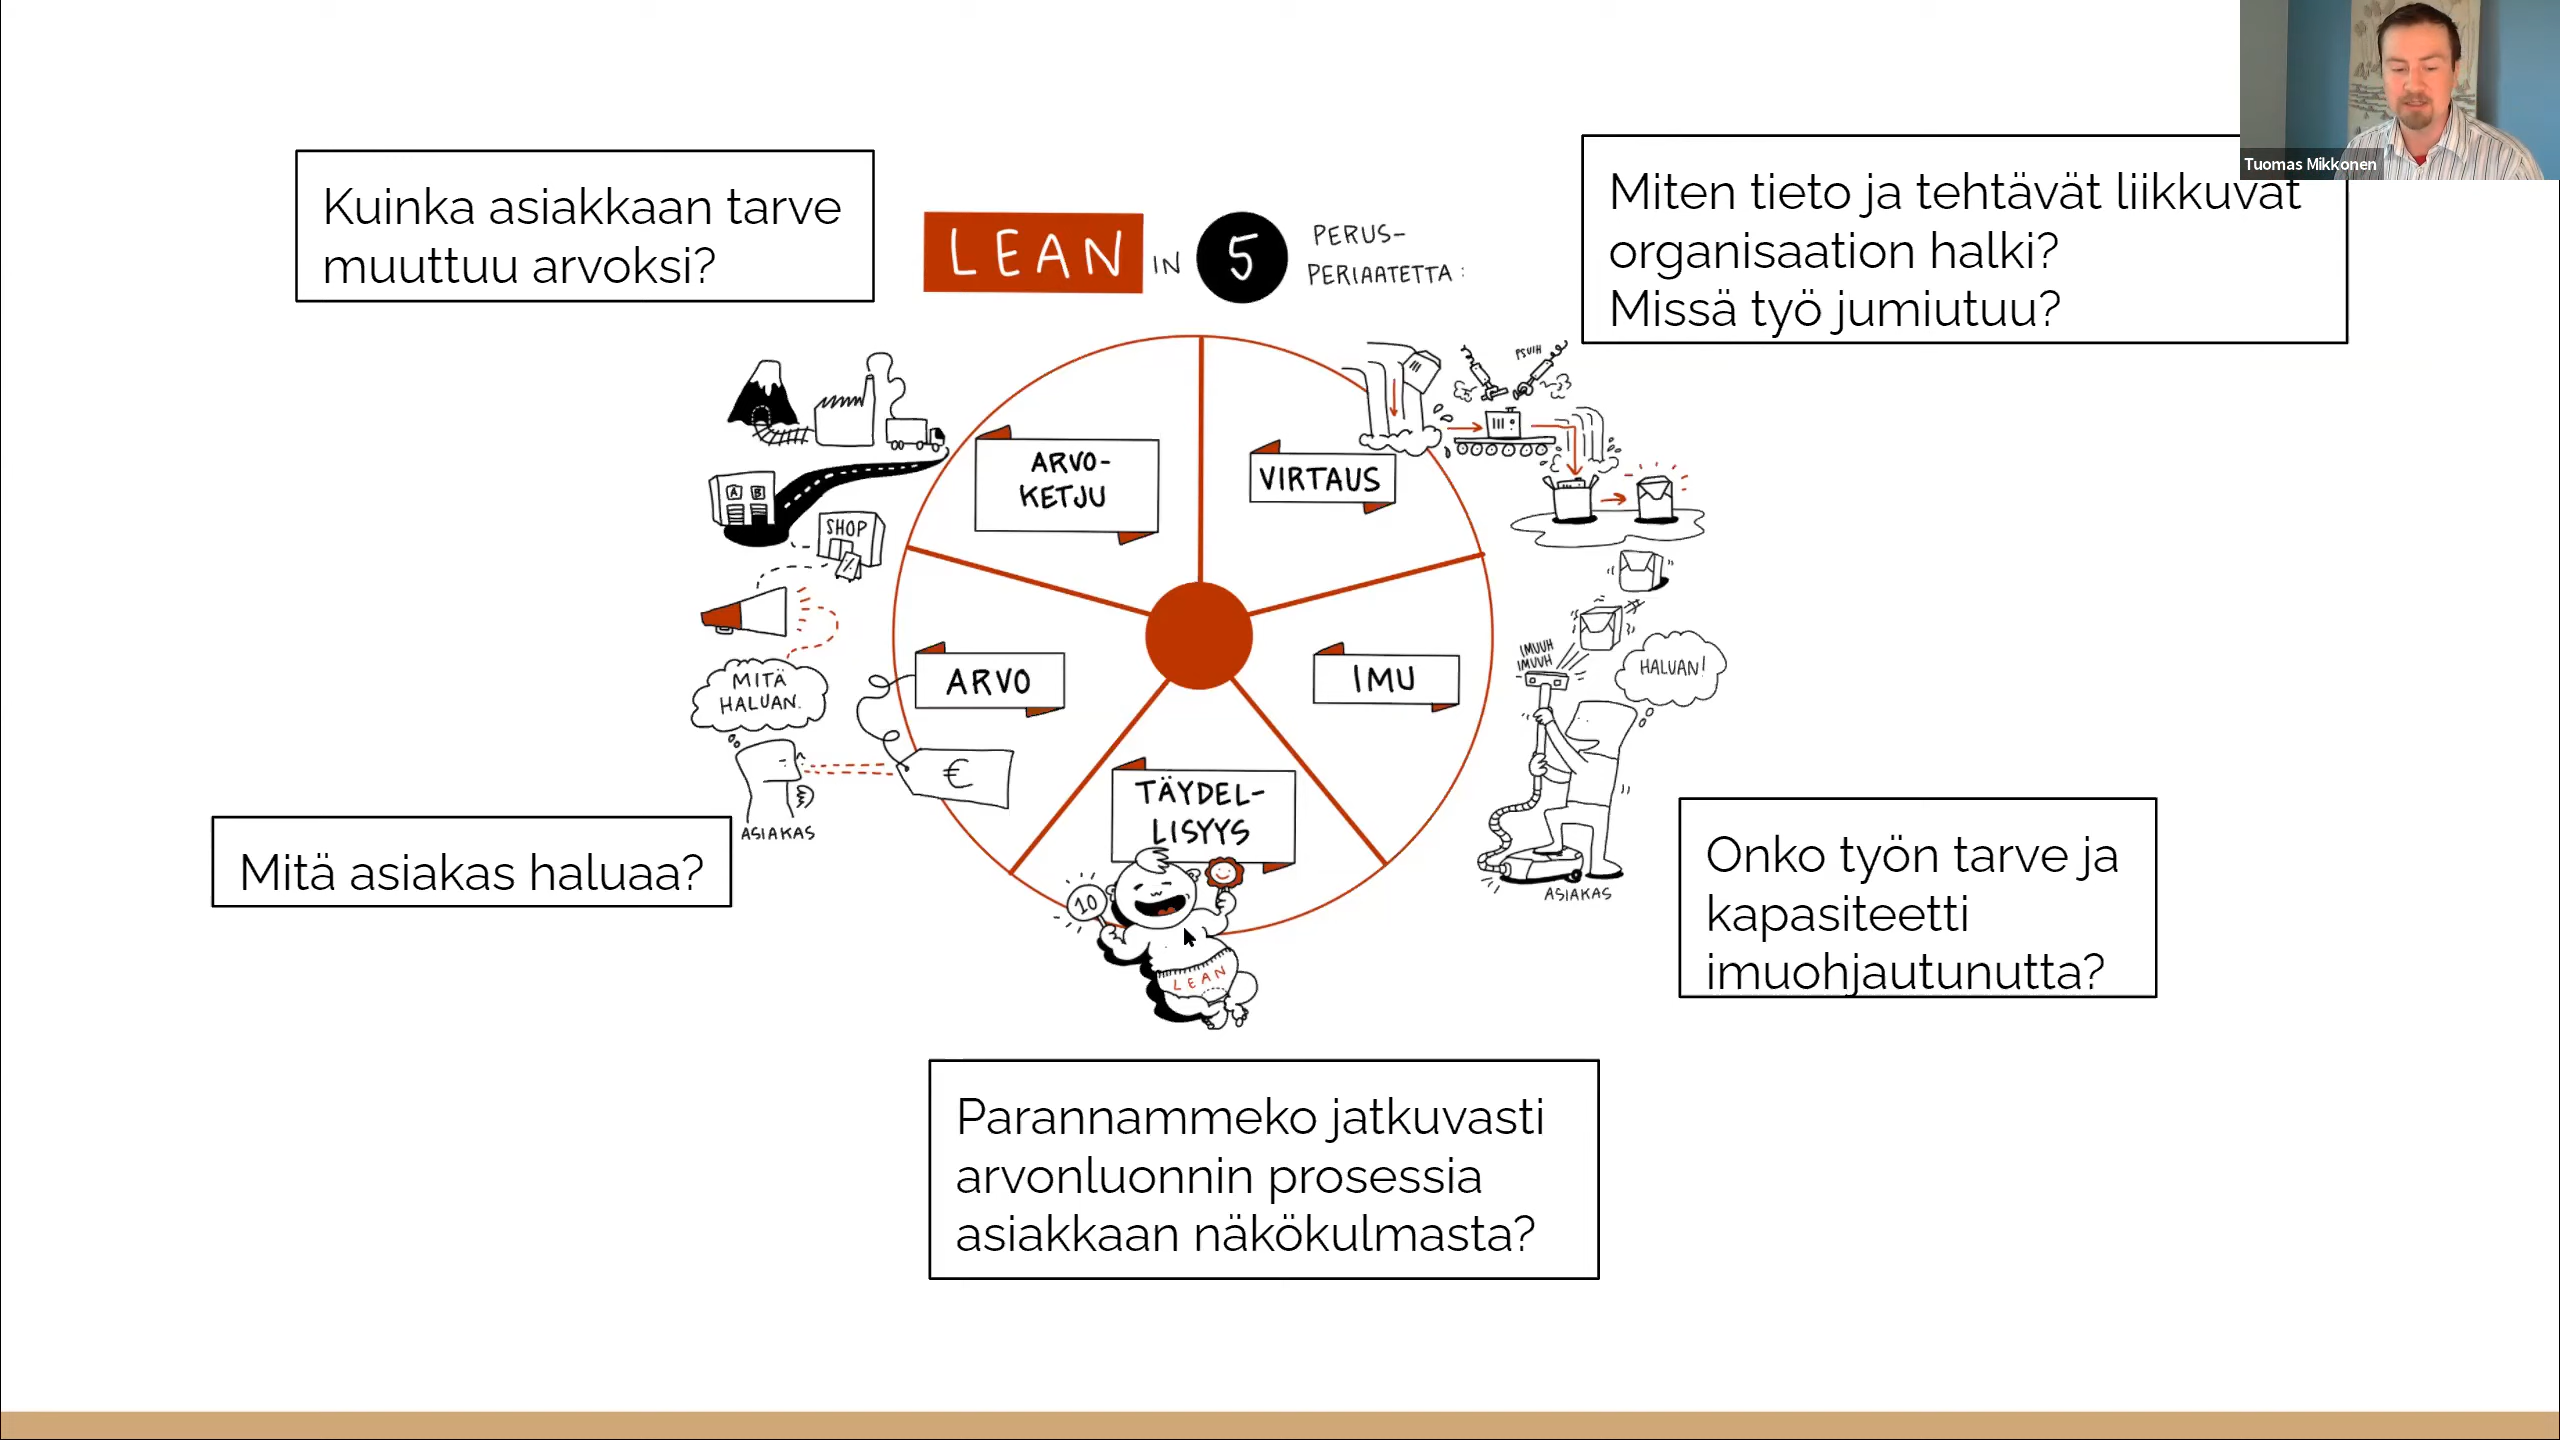 Tuomas Mikkonen
Kuinka asiakkaan tarve
muuttuu arvoksi?
LEAN IN 5 PERUS-
PERIAATETTA:
Miten tieto ja tehtävät liikkuvat
organisaation halki?
Missä työ jumiutuu?
PSUIH
ARVO-
KETJU
VIRTAUS
A B
SHOP
MITÄ
HALUAN.
ASIAKAS
ARVO
€
IMU
IMUUH
IMUUH
HALUAN!
ASIAKAS
TÄYDEL-
LISYYS
10
LEAN
Mitä asiakas haluaa?
Onko työn tarve ja
kapasiteetti
imuohjautunutta?
Parannammeko jatkuvasti
arvonluonnin prosessia
asiakkaan näkökulmasta?